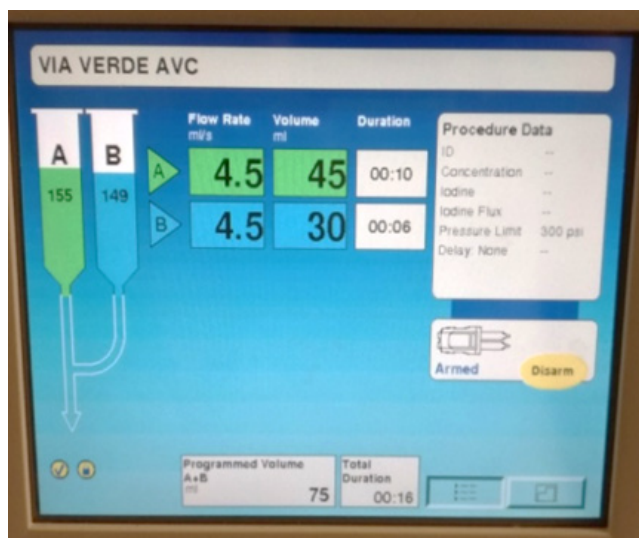 VIA VERDE AVC
Flow Rate Volume Duration
ml/s ml
A B
155 149
A 4.5 45 00:10
B 4.5 30 00:06
Procedure Data
ID --
Concentration --
Iodine --
Iodine Flux --
Pressure Limit 300 psi
Delay: None --
Armed Disarm
Programmed Volume
A+B
ml 75
Total
Duration
00:16